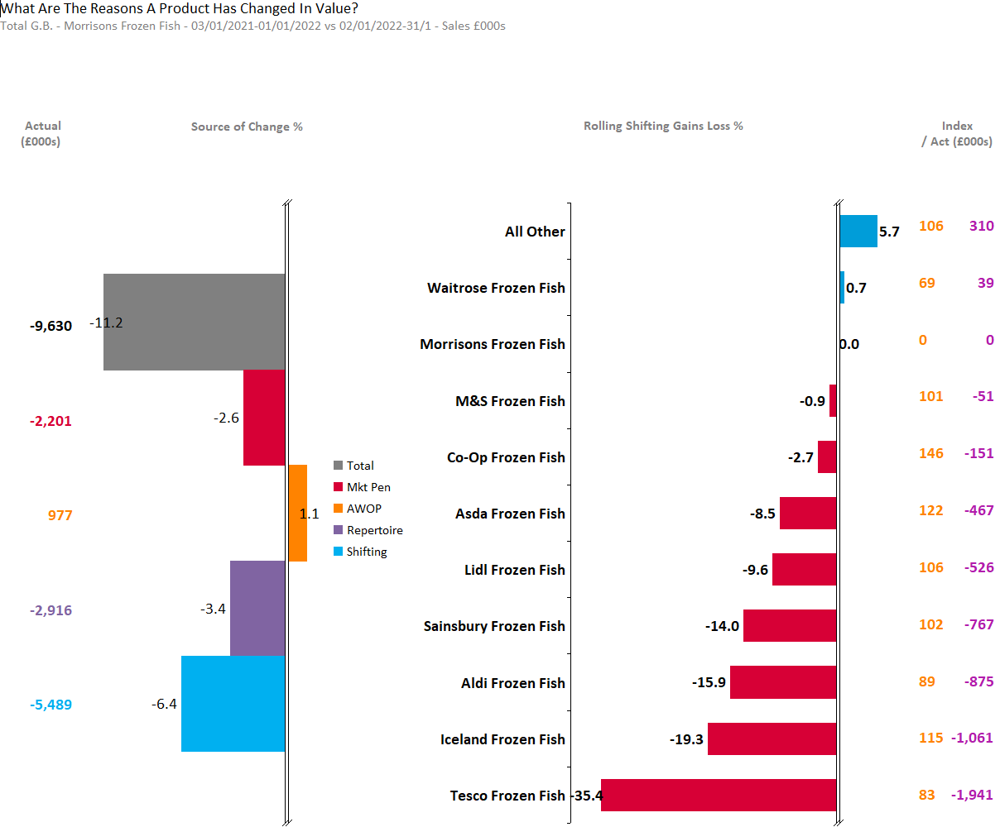 What Are The Reasons A Product Has Changed In Value?
Total G.B. - Morrisons Frozen Fish - 03/01/2021-01/01/2022 vs 02/01/2022-31/1 - Sales £000s
Actual
(£000s)
Source of Change %
Rolling Shifting Gains Loss %
Index
/ Act (£000s)
-9,630 -11.2
-2,201 -2.6
977 1.1
-2,916 -3.4
-5,489 -6.4
Total
Mkt Pen
AWOP
Repertoire
Shifting
All Other 5.7 106 310
Waitrose Frozen Fish 0.7 69 39
Morrisons Frozen Fish 0.0 0 0
M&S Frozen Fish -0.9 101 -51
Co-Op Frozen Fish -2.7 146 -151
Asda Frozen Fish -8.5 122 -467
Lidl Frozen Fish -9.6 106 -526
Sainsbury Frozen Fish -14.0 102 -767
Aldi Frozen Fish -15.9 89 -875
Iceland Frozen Fish -19.3 115 -1,061
Tesco Frozen Fish -35.4 83 -1,941